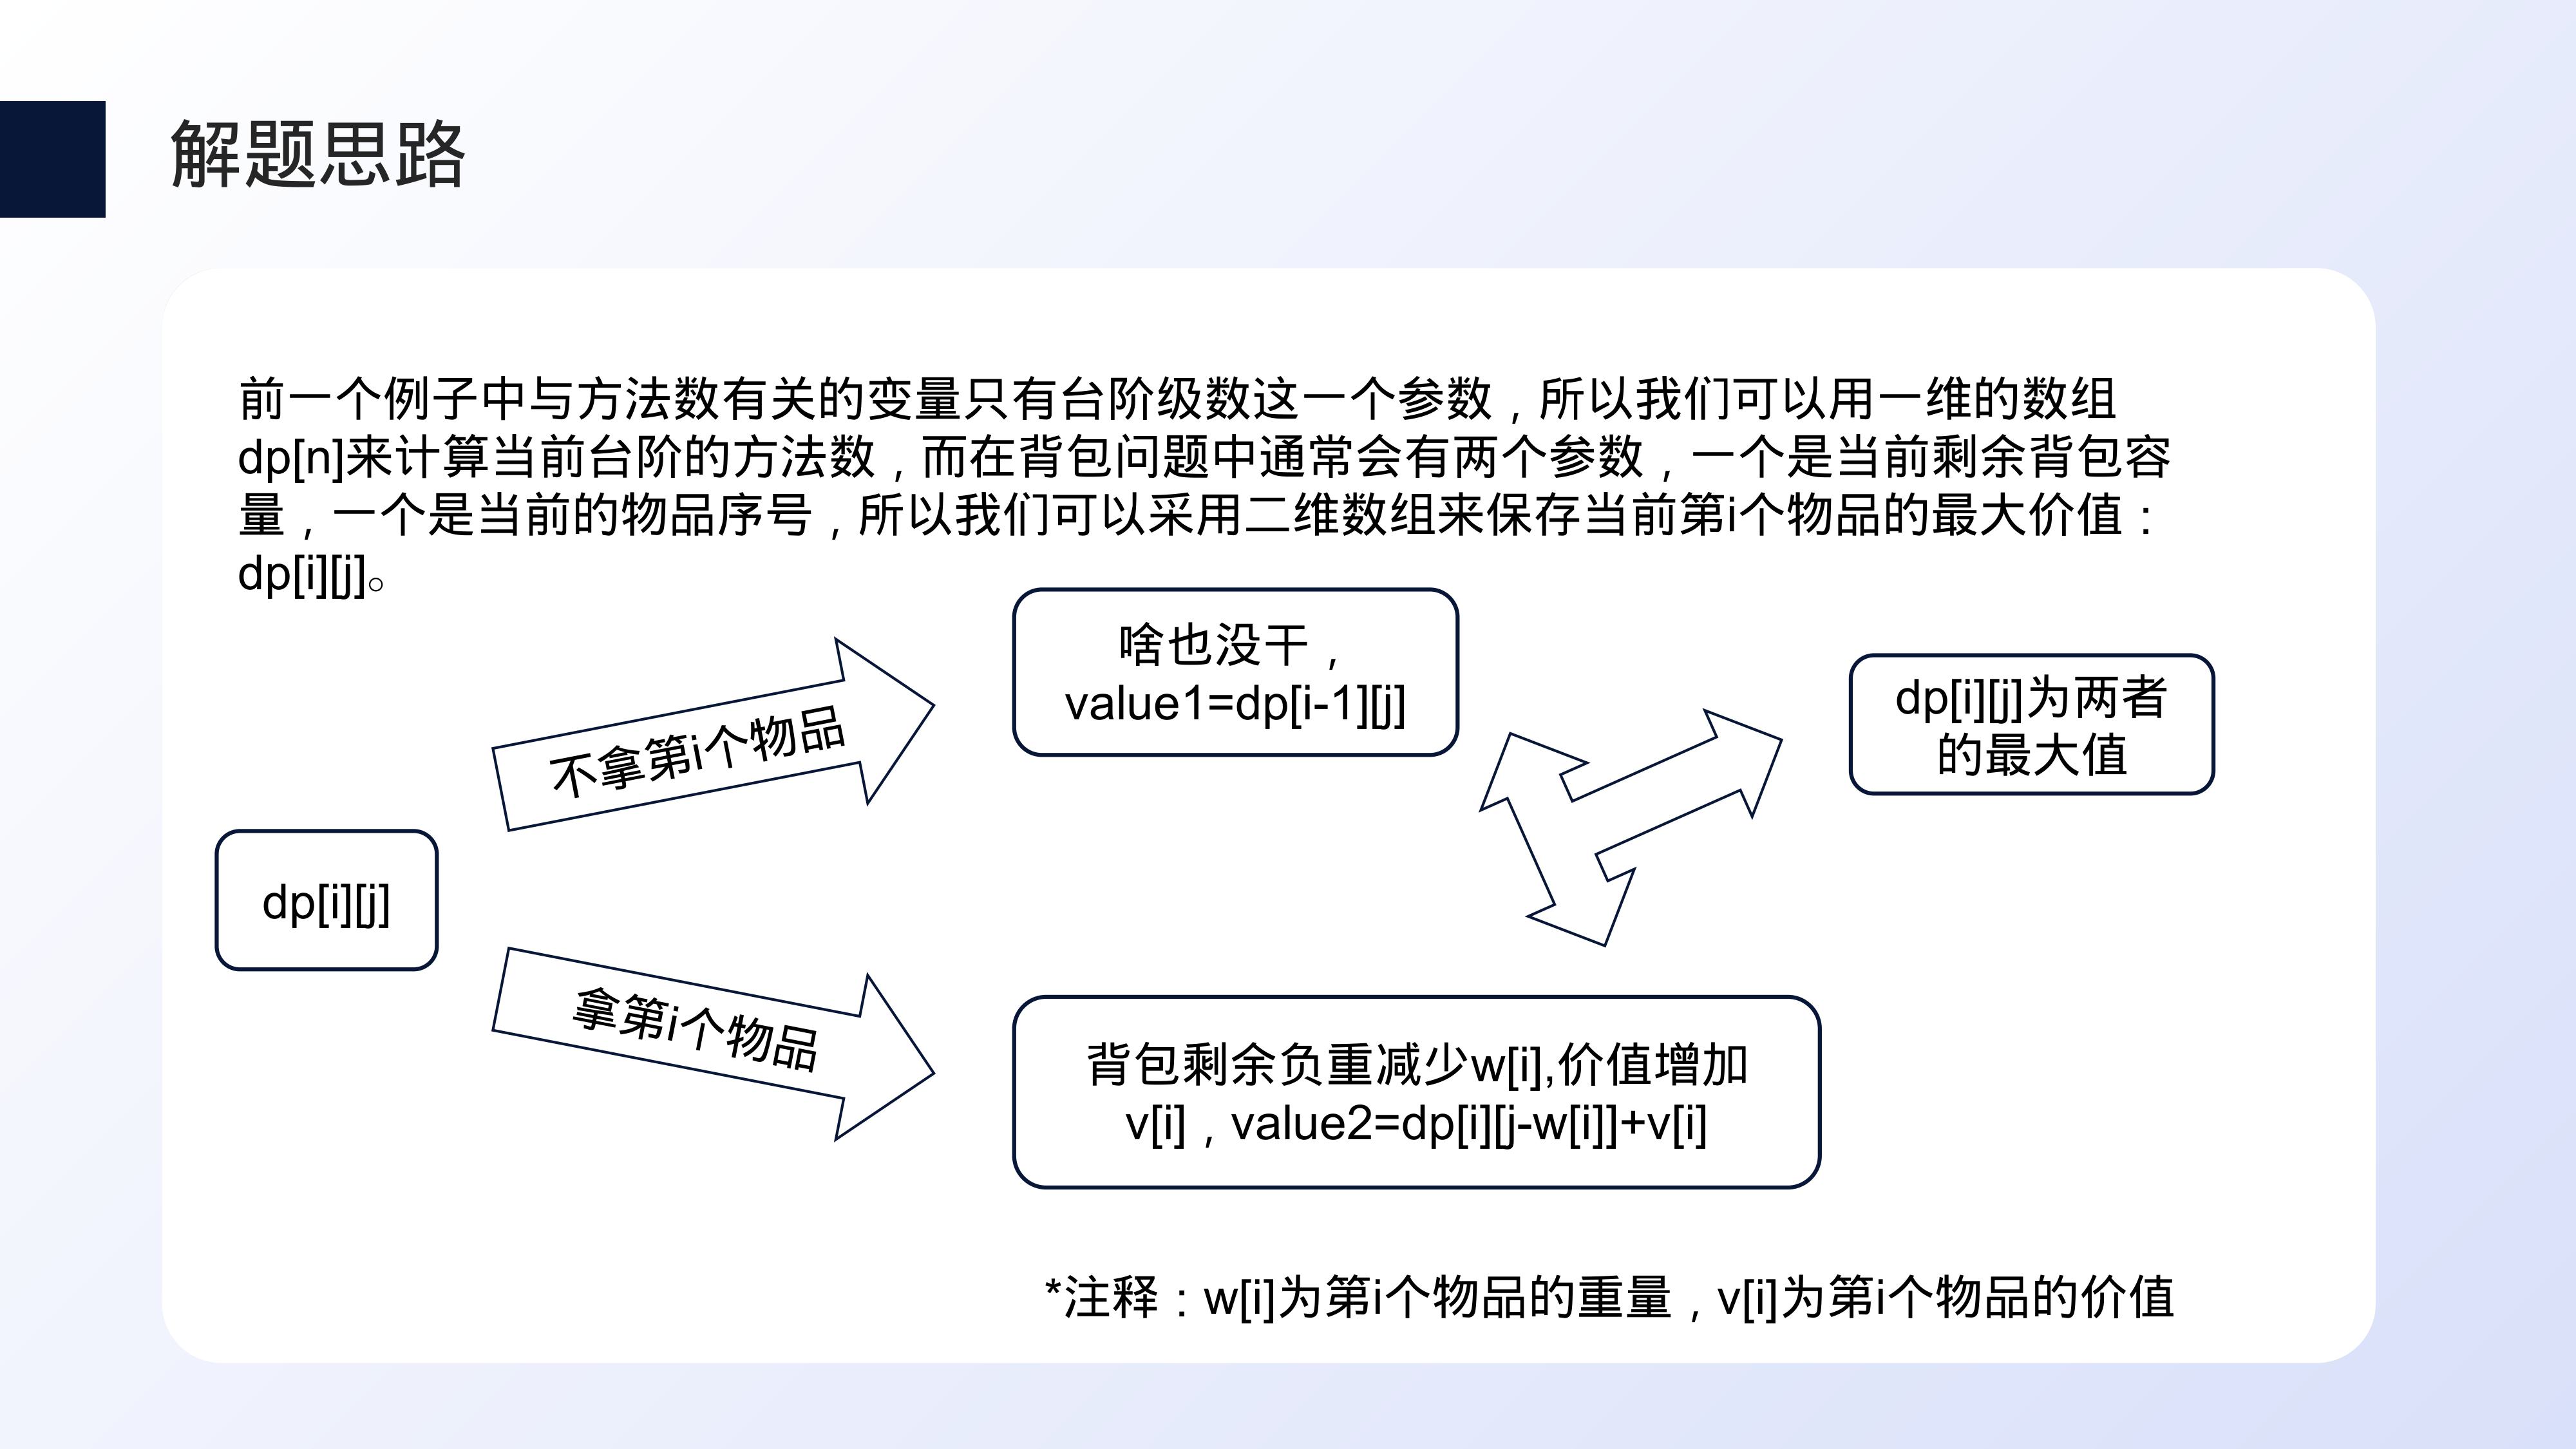 解题思路
前一个例子中与方法数有关的变量只有台阶级数这一个参数，所以我们可以用一维的数组
dp[n]来计算当前台阶的方法数，而在背包问题中通常会有两个参数，一个是当前剩余背包容
量，一个是当前的物品序号，所以我们可以采用二维数组来保存当前第i个物品的最大价值：
dp[i][j]。
啥也没干，
value1=dp[i-1][j]
dp[i][j]为两者
的最大值
不拿第i个物品
dp[i][j]
拿第i个物品
背包剩余负重减少w[i],价值增加
v[i]，value2=dp[i][j-w[i]]+v[i]
*注释：w[i]为第i个物品的重量，v[i]为第i个物品的价值